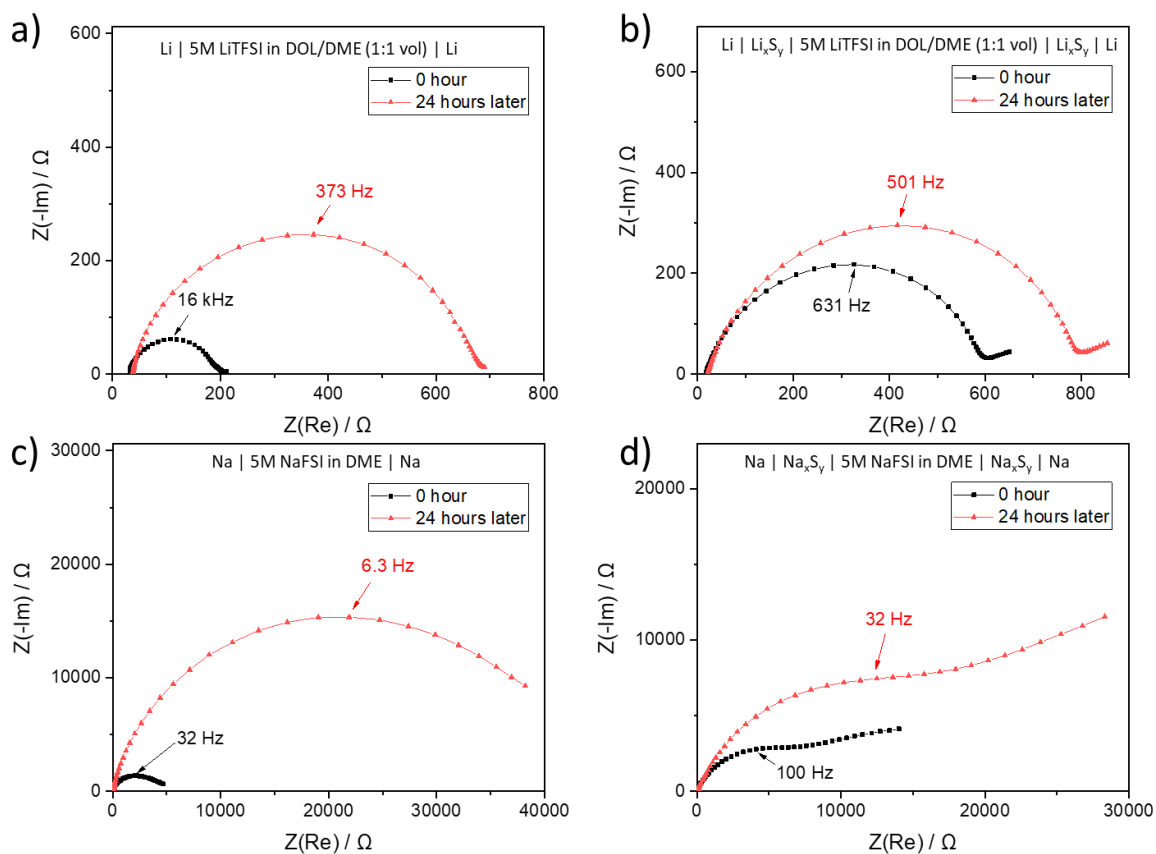 a)
Li | 5M LiTFSI in DOL/DME (1:1 vol) | Li
0 hour
24 hours later
373 Hz
16 kHz
600
400
200
0
0 200 400 600 800
Z(-Im) / Ω
Z(Re) / Ω
b)
Li | LixSy | 5M LiTFSI in DOL/DME (1:1 vol) | LixSy | Li
0 hour
24 hours later
501 Hz
631 Hz
600
400
200
0
0 200 400 600 800
Z(-Im) / Ω
Z(Re) / Ω
c)
Na | 5M NaFSI in DME | Na
0 hour
24 hours later
6.3 Hz
32 Hz
30000
20000
10000
0
0 10000 20000 30000 40000
Z(-Im) / Ω
Z(Re) / Ω
d)
Na | NaxSy | 5M NaFSI in DME | NaxSy | Na
0 hour
24 hours later
32 Hz
100 Hz
20000
10000
0
0 10000 20000 30000
Z(-Im) / Ω
Z(Re) / Ω